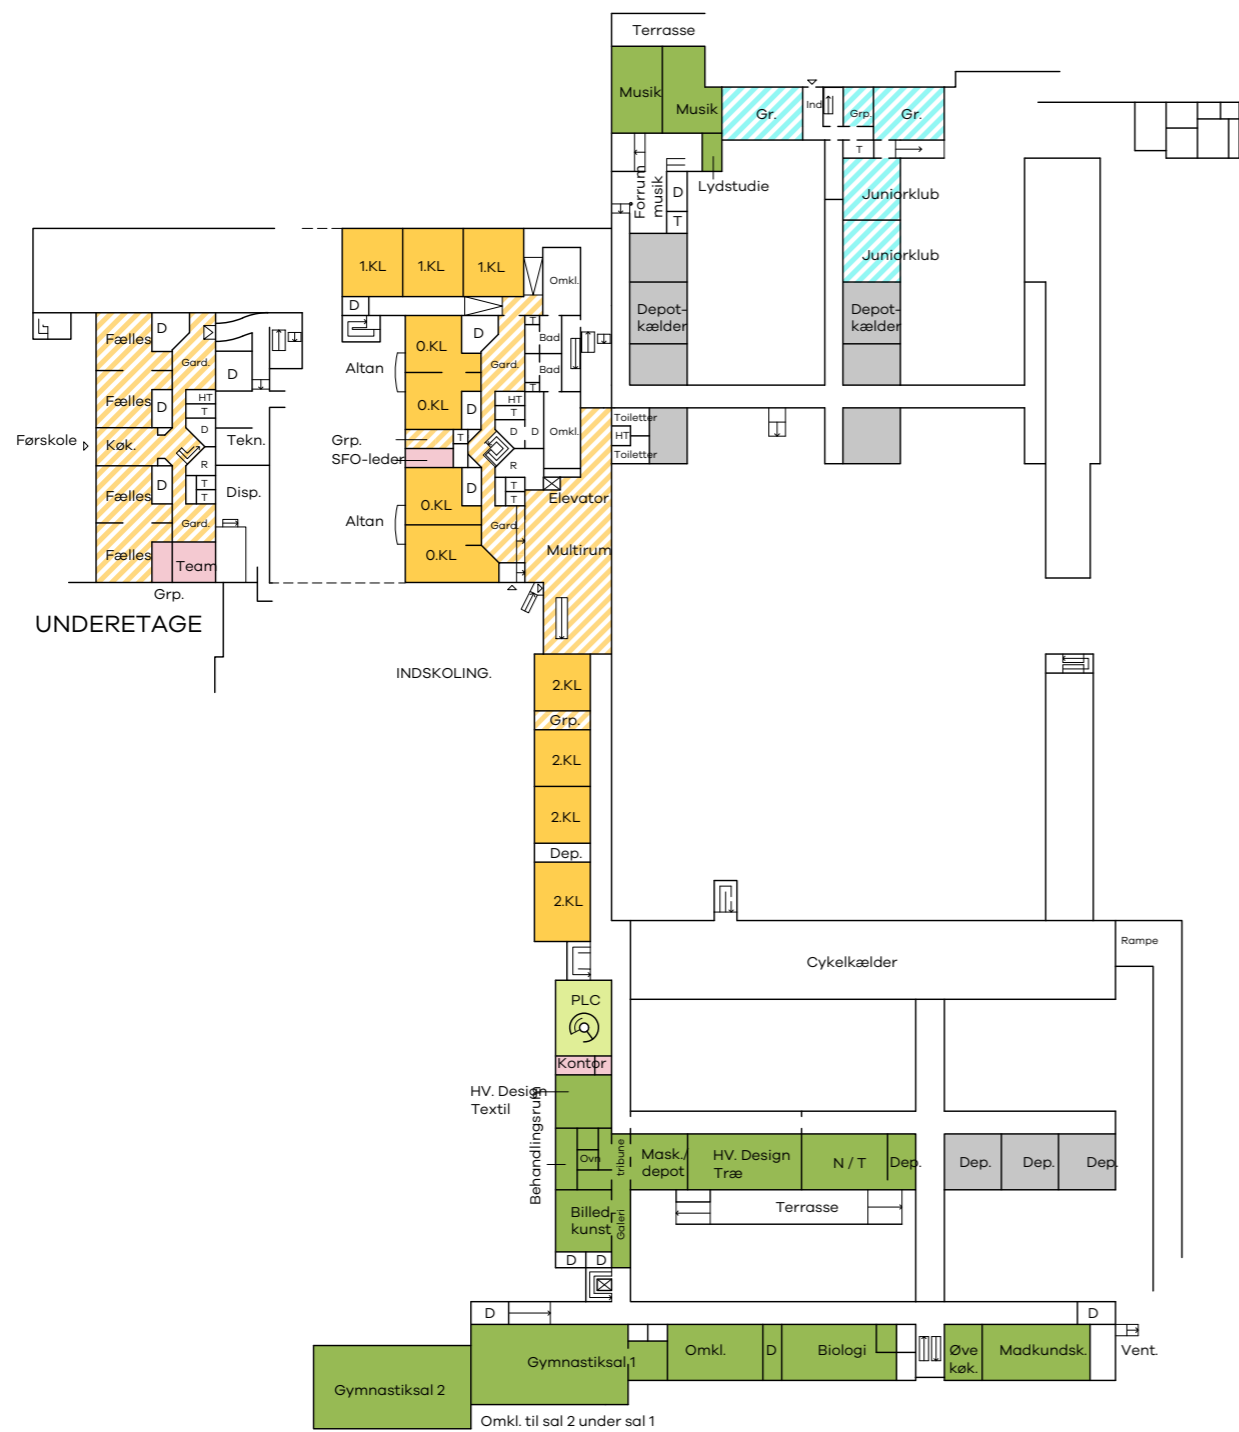 Terrasse
Musik
Musik
Gr.
Ind
Grp.
Gr.
T
Lydstudie
Forrum
musik
D
T
Juniorklub
Juniorklub
Depot-
kælder
Depot-
kælder
1.KL
1.KL
1.KL
Omkl.
D
D
Fælles
Gard.
D
Fælles
D
HT
T
D
Førskole
Køk.
Tekn.
R
Fælles
D
T
T
Disp.
Gard.
Fælles
Team
Grp.
UNDERETAGE
0.KL
D
T
Bad
Altan
Gard.
Bad
T
0.KL
D
HT
T
D
D
Omkl.
Grp.
T
SFO-leder
R
0.KL
D
T
T
Elevator
Altan
Gard.
0.KL
Multirum
Toiletter
HT
Toiletter
INDSKOLING.
2.KL
Grp.
2.KL
2.KL
Dep.
2.KL
Rampe
Cykelkælder
PLC
Kontor
HV. Design
Textil
Behandlingsrum
Ovn
tribune
Mask./
depot
HV. Design
Træ
N / T
Dep.
Dep.
Dep.
Dep.
Billed-
kunst
Galeri
Terrasse
D
D
D
D
Gymnastiksal 1
Omkl.
D
Biologi
Øve
køk.
Madkundsk.
Vent.
Gymnastiksal 2
Omkl. til sal 2 under sal 1